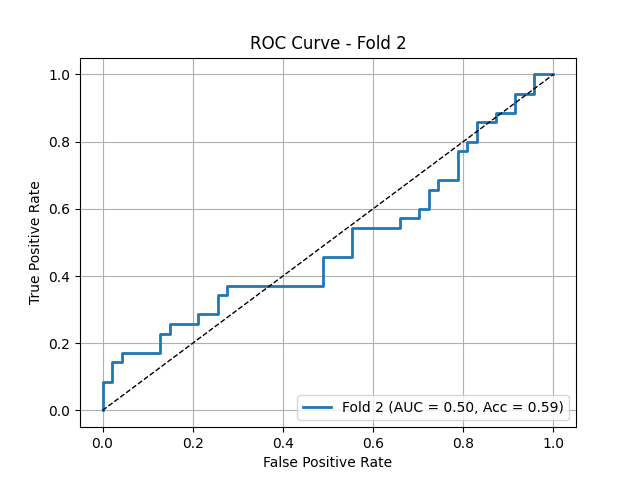 ROC Curve - Fold 2
True Positive Rate
1.0
0.8
0.6
0.4
0.2
0.0
Fold 2 (AUC = 0.50, Acc = 0.59)
0.0 0.2 0.4 0.6 0.8 1.0
False Positive Rate